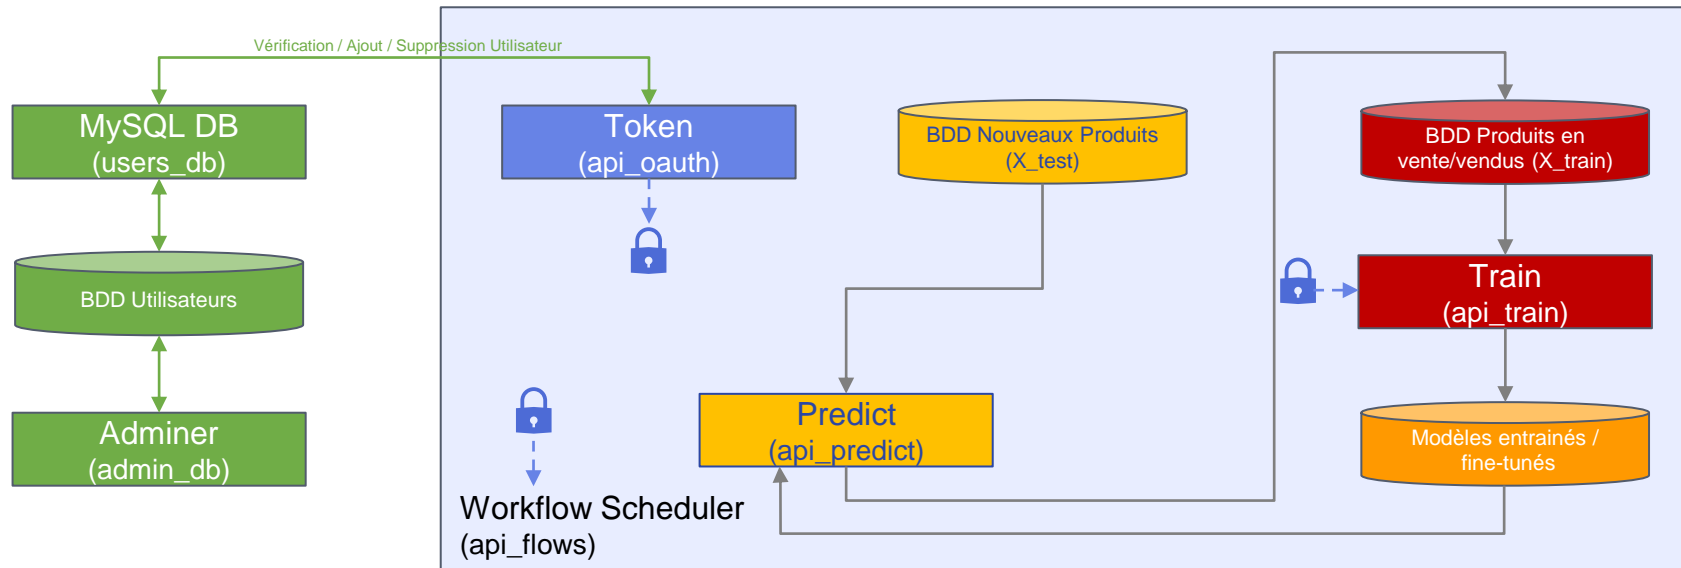 Vérification / Ajout / Suppression Utilisateur
MySQL DB
(users_db)
Token
(api_oauth)
BDD Nouveaux Produits
(X_test)
BDD Produits en
vente/vendus (X_train)
BDD Utilisateurs
Train
(api_train)
Adminer
(admin_db)
Predict
(api_predict)
Modèles entrainés /
fine-tunés
Workflow Scheduler
(api_flows)